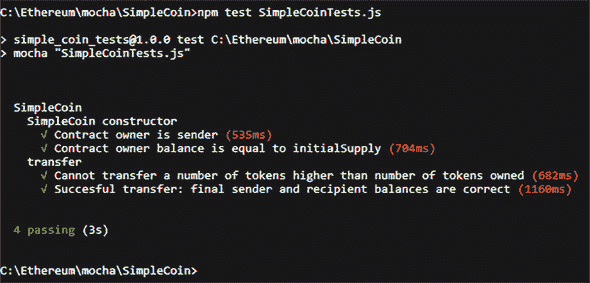 C:\Ethereum\mocha\SimpleCoin>npm test SimpleCoinTests.js
> simple_coin_tests@1.0.0 test C:\Ethereum\mocha\SimpleCoin
> mocha "SimpleCoinTests.js"
SimpleCoin
SimpleCoin constructor
√ Contract owner is sender (535ms)
√ Contract owner balance is equal to initialSupply (704ms)
transfer
√ Cannot transfer a number of tokens higher than number of tokens owned (682ms)
√ Succesful transfer: final sender and recipient balances are correct (1160ms)
4 passing (3s)
C:\Ethereum\mocha\SimpleCoin>